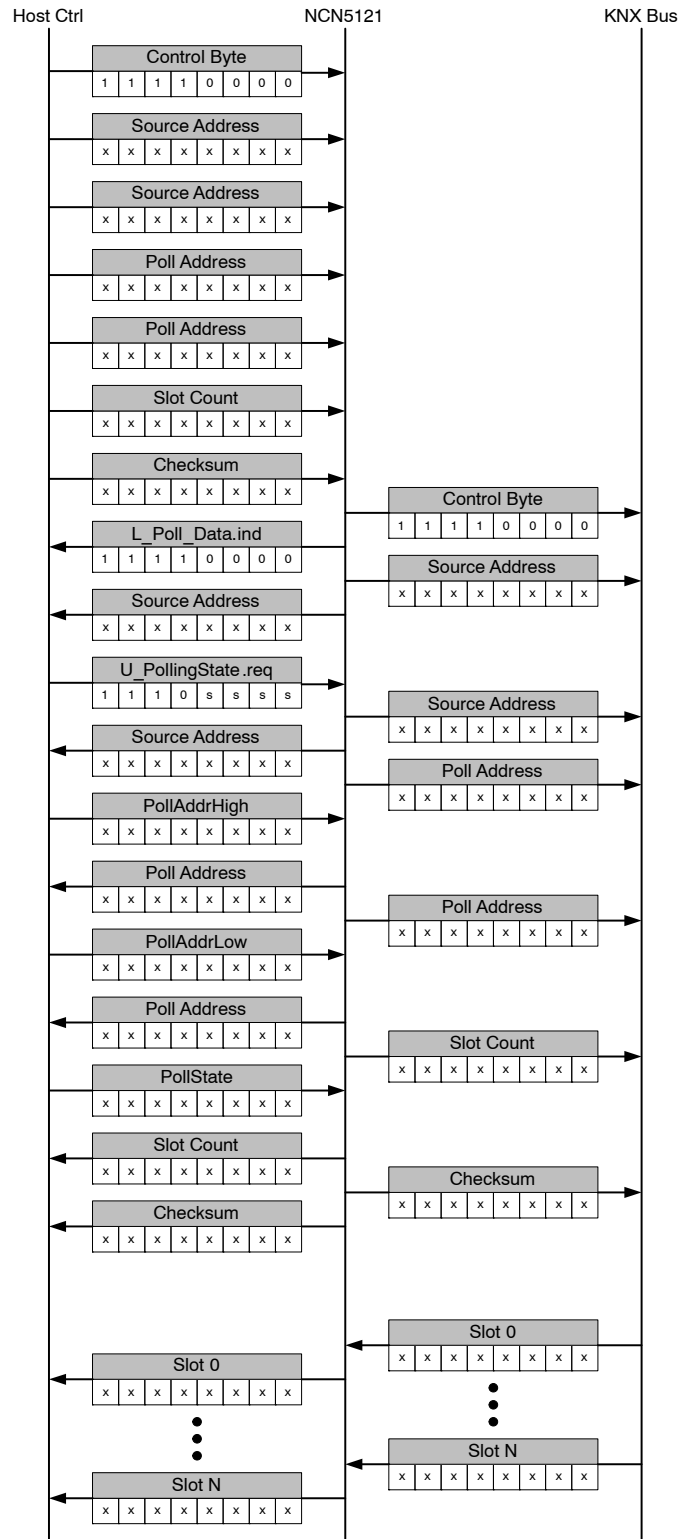 Host Ctrl NCN5121 KNX Bus
Control Byte
1 1 1 1 0 0 0 0
Source Address
x x x x x x x x
Source Address
x x x x x x x x
Poll Address
x x x x x x x x
Poll Address
x x x x x x x x
Slot Count
x x x x x x x x
Checksum
x x x x x x x x
Control Byte
1 1 1 1 0 0 0 0
L_Poll_Data.ind
1 1 1 1 0 0 0 0
Source Address
x x x x x x x x
Source Address
x x x x x x x x
U_PollingState.req
1 1 1 0 s s s s
Source Address
x x x x x x x x
Source Address
x x x x x x x x
Poll Address
x x x x x x x x
PollAddrHigh
x x x x x x x x
Poll Address
x x x x x x x x
Poll Address
x x x x x x x x
PollAddrLow
x x x x x x x x
Poll Address
x x x x x x x x
Slot Count
x x x x x x x x
PollState
x x x x x x x x
Slot Count
x x x x x x x x
Checksum
x x x x x x x x
Checksum
x x x x x x x x
Slot 0
x x x x x x x x
Slot 0
x x x x x x x x
Slot N
x x x x x x x x
Slot N
x x x x x x x x